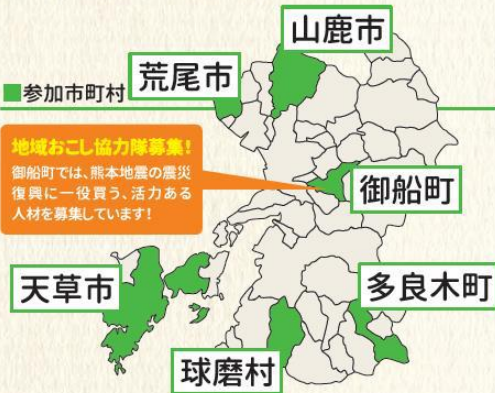 山鹿市
荒尾市
■参加市町村
地域おこし協力隊募集!
御船町では、熊本地震の震災
復興に一役買う、活力ある
人材を募集しています!
御船町
天草市
多良木町
球磨村